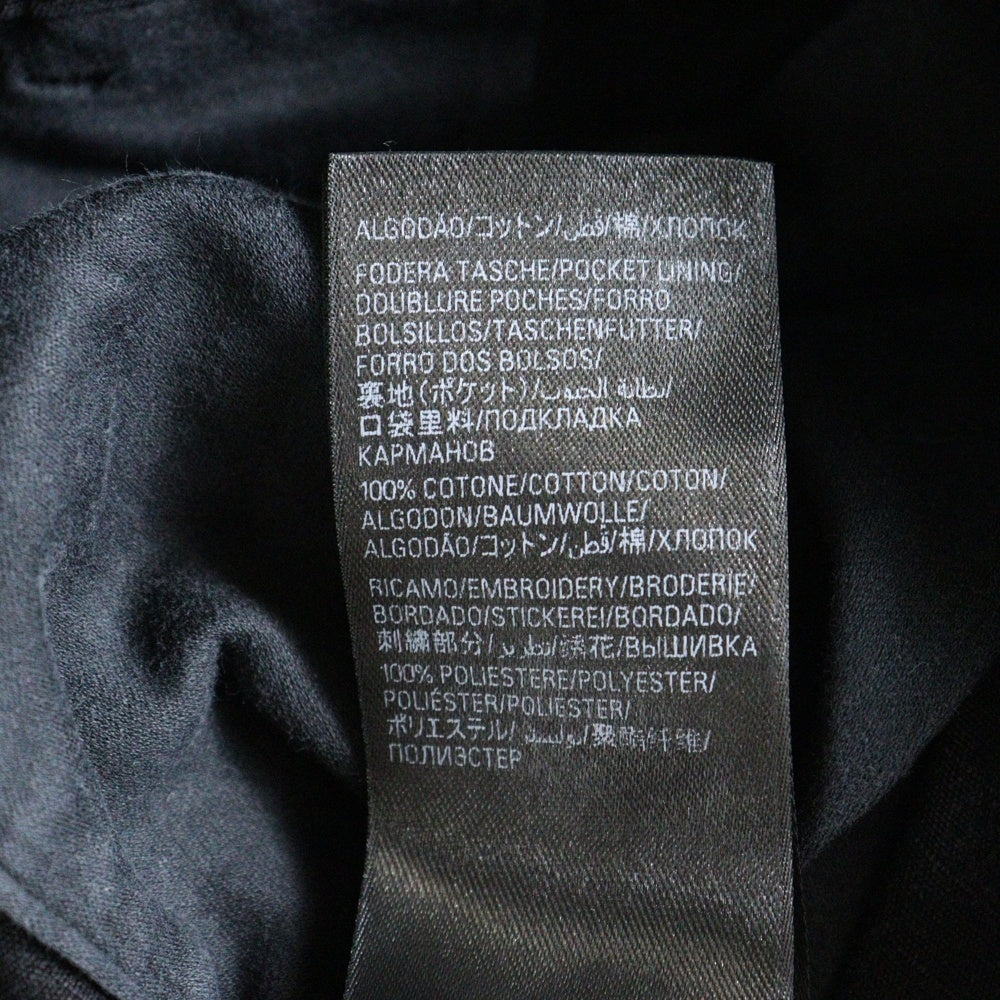 ALGODÃO/コットン/قطن/棉/ХЛОПОК
FODERA TASCHE/POCKET LINING/
DOUBLURE POCHES/FORRO
BOLSILLOS/TASCHENFUTTER/
FORRO DOS BOLSOS/
裏地(ポケット)/بطانة الجيوب/
口袋里料/ПОДКЛАДКА
КАРМАНОВ
100% COTONE/COTTON/COTON/
ALGODON/BAUMWOLLE/
ALGODÃO/コットン/قطن/棉/ХЛОПОК
RICAMO/EMBROIDERY/BRODERIE/
BORDADO/STICKEREI/BORDADO/
刺繍部分/تطريز/绣花/ВЫШИВКА
100% POLIESTERE/POLYESTER/
POLIÉSTER/POLIESTER/
ポリエステル/بوليستر/聚酯纤维/
ПОЛИЭСТЕР